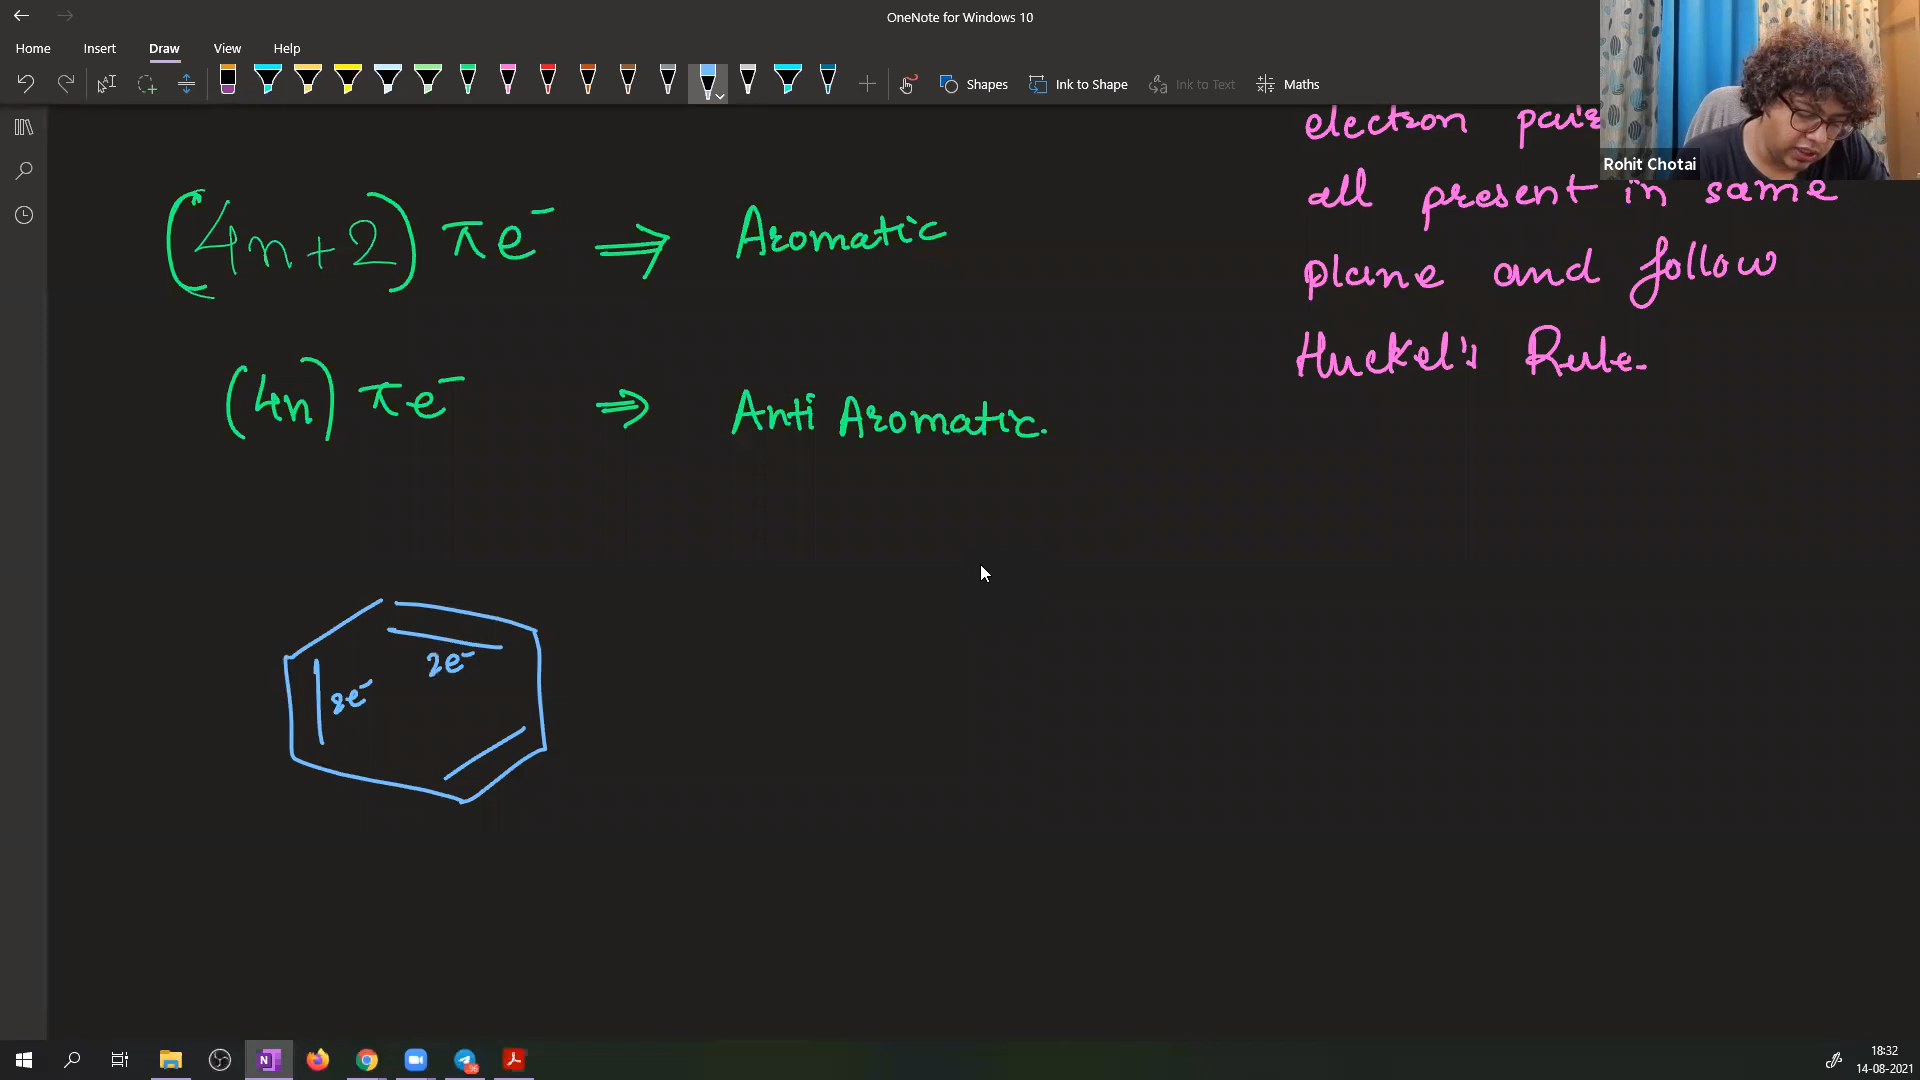 OneNote for Windows 10
Home Insert Draw View Help
Shapes Ink to Shape Ink to Text Maths
Rohit Chotai
electron pairs
all present in same
plane and follow
Huckel's Rule.
(4n+2) πe⁻ ⇒ Aromatic
(4n) πe⁻ ⇒ Anti Aromatic.
2e⁻
2e⁻
18:32
14-08-2021